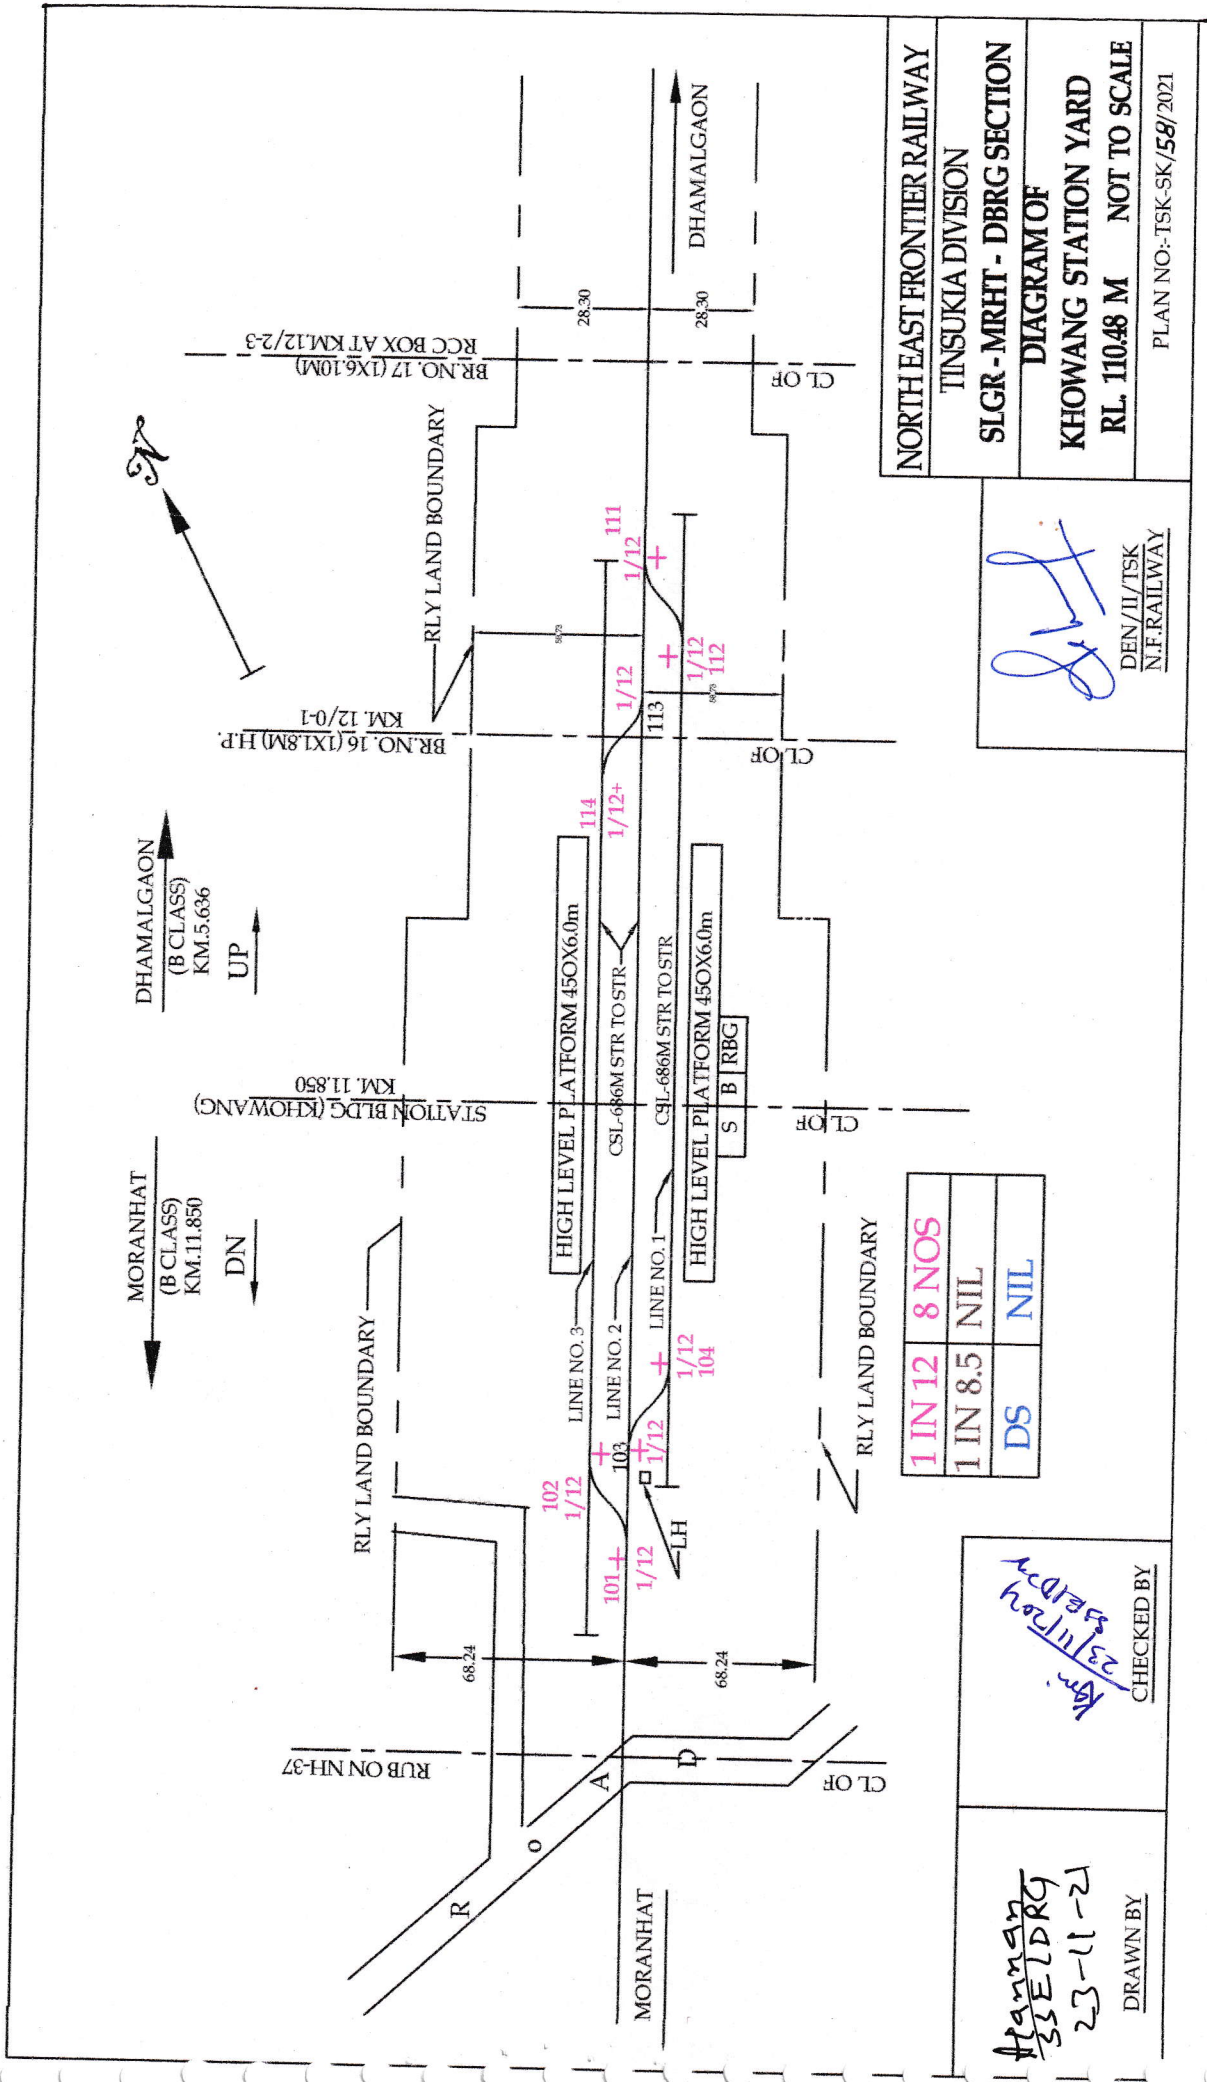 MORANHAT
(B CLASS)
KM.11.850
DN
DHAMALGAON
(B CLASS)
KM.5.636
UP
N
RUB ON NH-37
CL OF
STATTION BLDG (KHOWANG)
KM. 11.850
CL OF
BR.NO. 16 (1X1.8M) H.P.
KM. 12/0-1
CL OF
BR.NO. 17 (1X6.10M)
RCC BOX AT KM.12/2-3
CL OF
RLY LAND BOUNDARY
RLY LAND BOUNDARY
RLY LAND BOUNDARY
R
o
A
D
MORANHAT
DHAMALGAON
68.24
68.24
28.30
28.30
101
1/12
102
1/12
103
1/12
1/12
104
LH
LINE NO. 3
LINE NO. 2
LINE NO. 1
HIGH LEVEL PLATFORM 45OX6.0m
CSL-686M STR TO STR
CSL-686M STR TO STR
HIGH LEVEL PLATFORM 45OX6.0m
S B RBG
114
1/12
1/12
113
111
1/12
1/12
112
1 IN 12 8 NOS
1 IN 8.5 NIL
DS NIL
DRAWN BY
SSE/DRG
23-11-21
CHECKED BY
DEN/II/TSK
N.F.RAILWAY
NORTH EAST FRONTIER RAILWAY
TINSUKIA DIVISION
SLGR - MRHT - DBRG SECTION
DIAGRAM OF
KHOWANG STATION YARD
RL. 110.48 M NOT TO SCALE
PLAN NO:-TSK-SK/58/2021